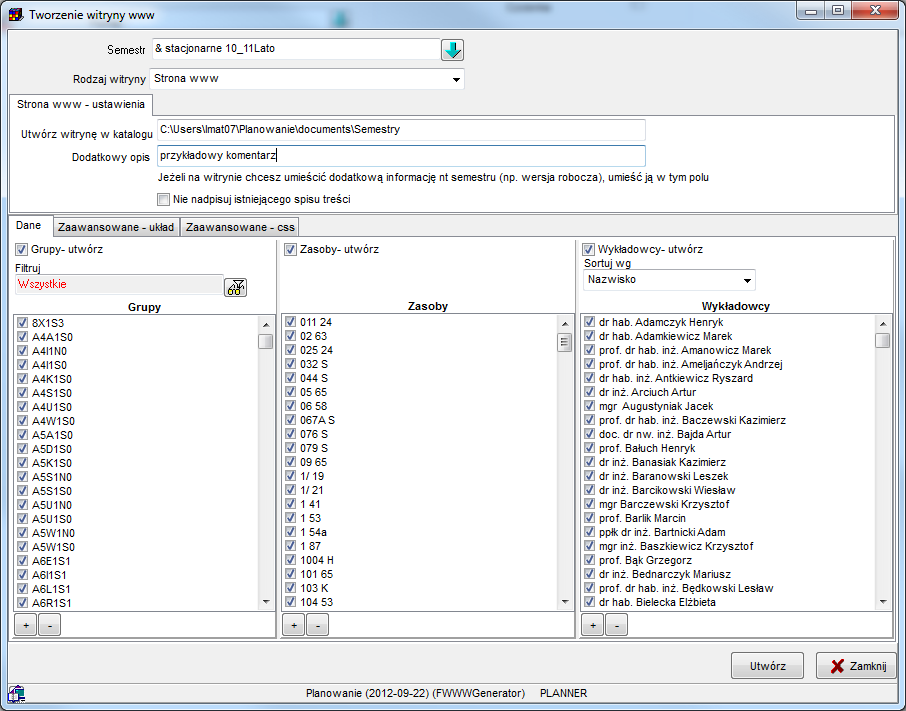 Tworzenie witryny www
Semestr & stacjonarne 10_11Lato
Rodzaj witryny Strona www
Strona www - ustawienia
Utwórz witrynę w katalogu C:\Users\lmat07\Planowanie\documents\Semestry
Dodatkowy opis przykładowy komentarz
Jeżeli na witrynie chcesz umieścić dodatkową informację nt semestru (np. wersja robocza), umieść ją w tym polu
Nie nadpisuj istniejącego spisu treści
Dane Zaawansowane - układ Zaawansowane - css
Grupy- utwórz
Filtruj
Wszystkie
Grupy
8X1S3
A4A1S0
A4I1N0
A4I1S0
A4K1S0
A4S1S0
A4U1S0
A4W1S0
A5A1S0
A5D1S0
A5K1S0
A5S1N0
A5S1S0
A5U1N0
A5U1S0
A5W1N0
A5W1S0
A6E1S1
A6I1S1
A6L1S1
A6R1S1
+ -
Zasoby- utwórz
Zasoby
011 24
02 63
025 24
032 S
044 S
05 65
06 58
067A S
076 S
079 S
09 65
1/ 19
1/ 21
1 41
1 53
1 54a
1 87
1004 H
101 65
103 K
104 53
+ -
Wykładowcy- utwórz
Sortuj wg
Nazwisko
Wykładowcy
dr hab. Adamczyk Henryk
dr hab. Adamkiewicz Marek
prof. dr hab. inż. Amanowicz Marek
prof. dr hab. inż. Ameljańczyk Andrzej
dr hab. inż. Antkiewicz Ryszard
dr inż. Arciuch Artur
mgr Augustyniak Jacek
prof. dr hab. inż. Baczewski Kazimierz
doc. dr nw. inż. Bajda Artur
prof. Bałuch Henryk
dr inż. Banasiak Kazimierz
dr inż. Baranowski Leszek
dr inż. Barcikowski Wiesław
mgr Barczewski Krzysztof
prof. Barlik Marcin
ppłk dr inż. Bartnicki Adam
mgr inż. Baszkiewicz Krzysztof
prof. Bąk Grzegorz
dr inż. Bednarczyk Mariusz
prof. dr hab. inż. Będkowski Lesław
dr hab. Bielecka Elżbieta
+ -
Utwórz Zamknij
Planowanie (2012-09-22) (FWWWGenerator) PLANNER